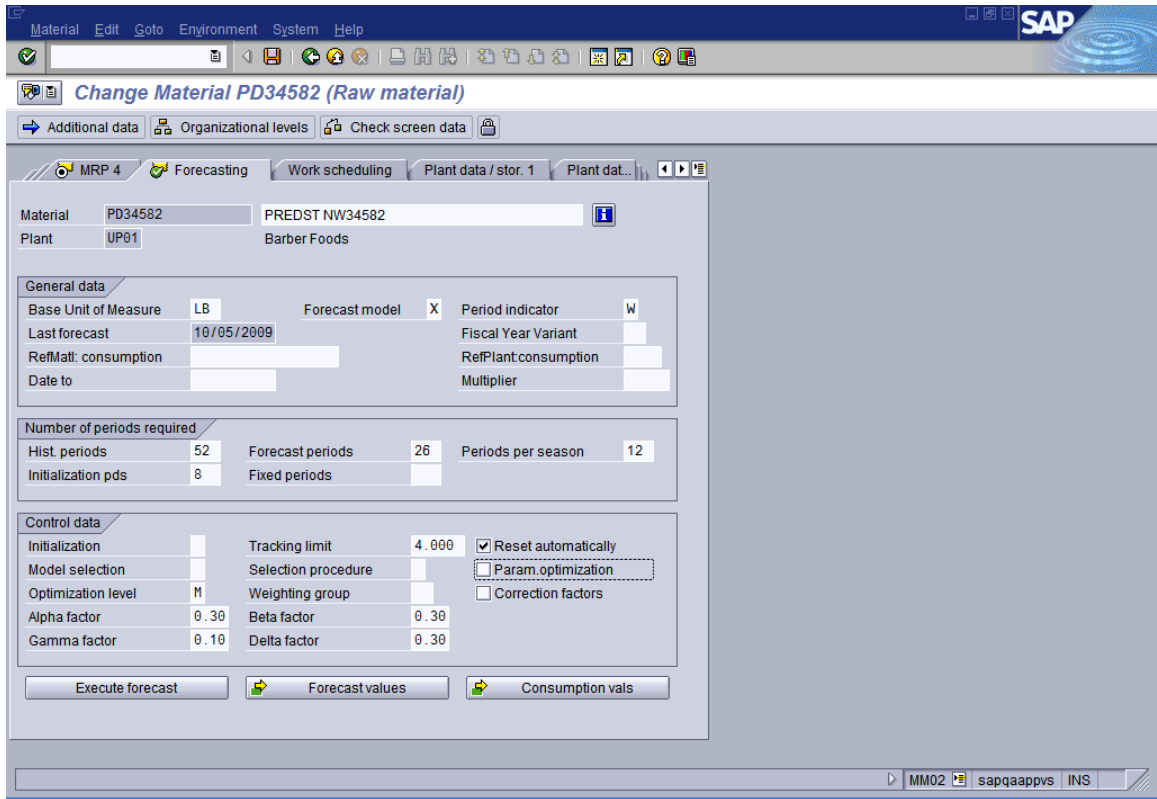 Material Edit Goto Environment System Help
SAP
Change Material PD34582 (Raw material)
Additional data Organizational levels Check screen data
MRP 4 Forecasting Work scheduling Plant data / stor. 1 Plant dat...
Material PD34582 PREDST NW34582
Plant UP01 Barber Foods
General data
Base Unit of Measure LB Forecast model X Period indicator W
Last forecast 10/05/2009 Fiscal Year Variant
RefMatl: consumption RefPlant:consumption
Date to Multiplier
Number of periods required
Hist. periods 52 Forecast periods 26 Periods per season 12
Initialization pds 8 Fixed periods
Control data
Initialization Tracking limit 4.000 Reset automatically
Model selection Selection procedure Param.optimization
Optimization level M Weighting group Correction factors
Alpha factor 0.30 Beta factor 0.30
Gamma factor 0.10 Delta factor 0.30
Execute forecast Forecast values Consumption vals
MM02 sapqaappvs INS